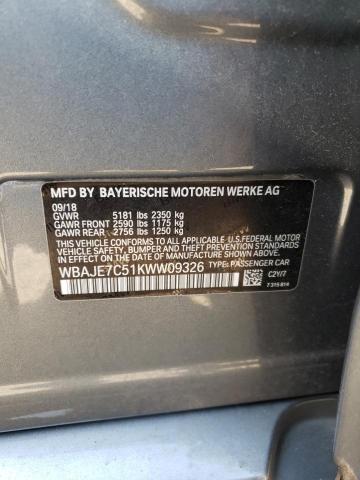 MFD BY BAYERISCHE MOTOREN WERKE AG
09/18
GVWR 5181 lbs 2350 kg
GAWR FRONT 2590 lbs 1175 kg
GAWR REAR 2756 lbs 1250 kg
THIS VEHICLE CONFORMS TO ALL APPLICABLE U.S. FEDERAL MOTOR
VEHICLE SAFETY, BUMPER, AND THEFT PREVENTION STANDARDS
IN EFFECT ON THE DATE OF MANUFACTURE SHOWN ABOVE.
WBAJE7C51KWW09326 TYPE: PASSENGER CAR
C2Y/7
7 315 814